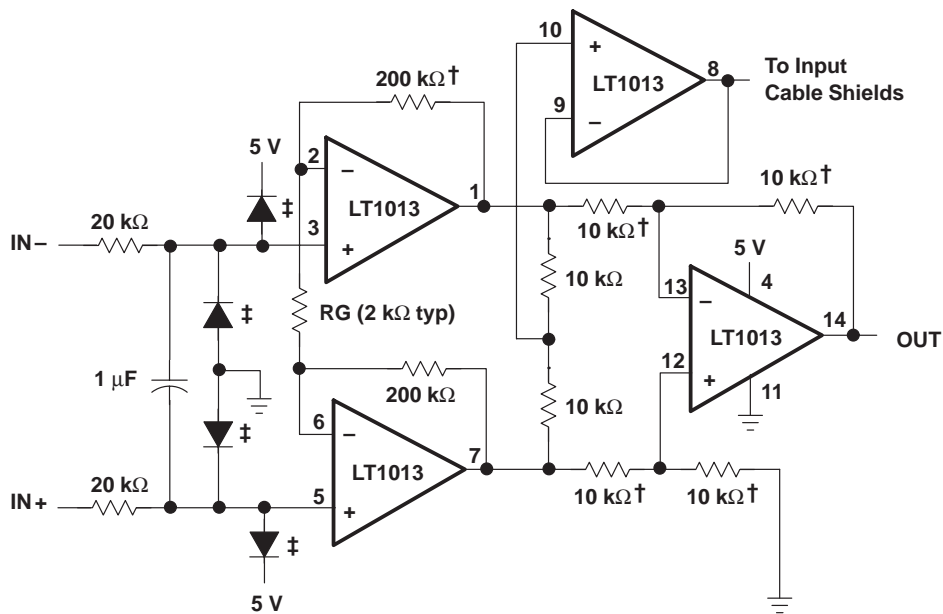 10
+
8
To Input
Cable Shields
LT1013
9
−
200 kΩ†
5 V
2
−
1
LT1013
3
+
20 kΩ
IN−
‡
10 kΩ†
10 kΩ†
5 V
4
13
−
14
LT1013
OUT
12
+
11
10 kΩ
‡
RG (2 kΩ typ)
1 μF
200 kΩ
10 kΩ
‡
6
−
7
LT1013
5
+
20 kΩ
IN+
10 kΩ†
10 kΩ†
‡
5 V